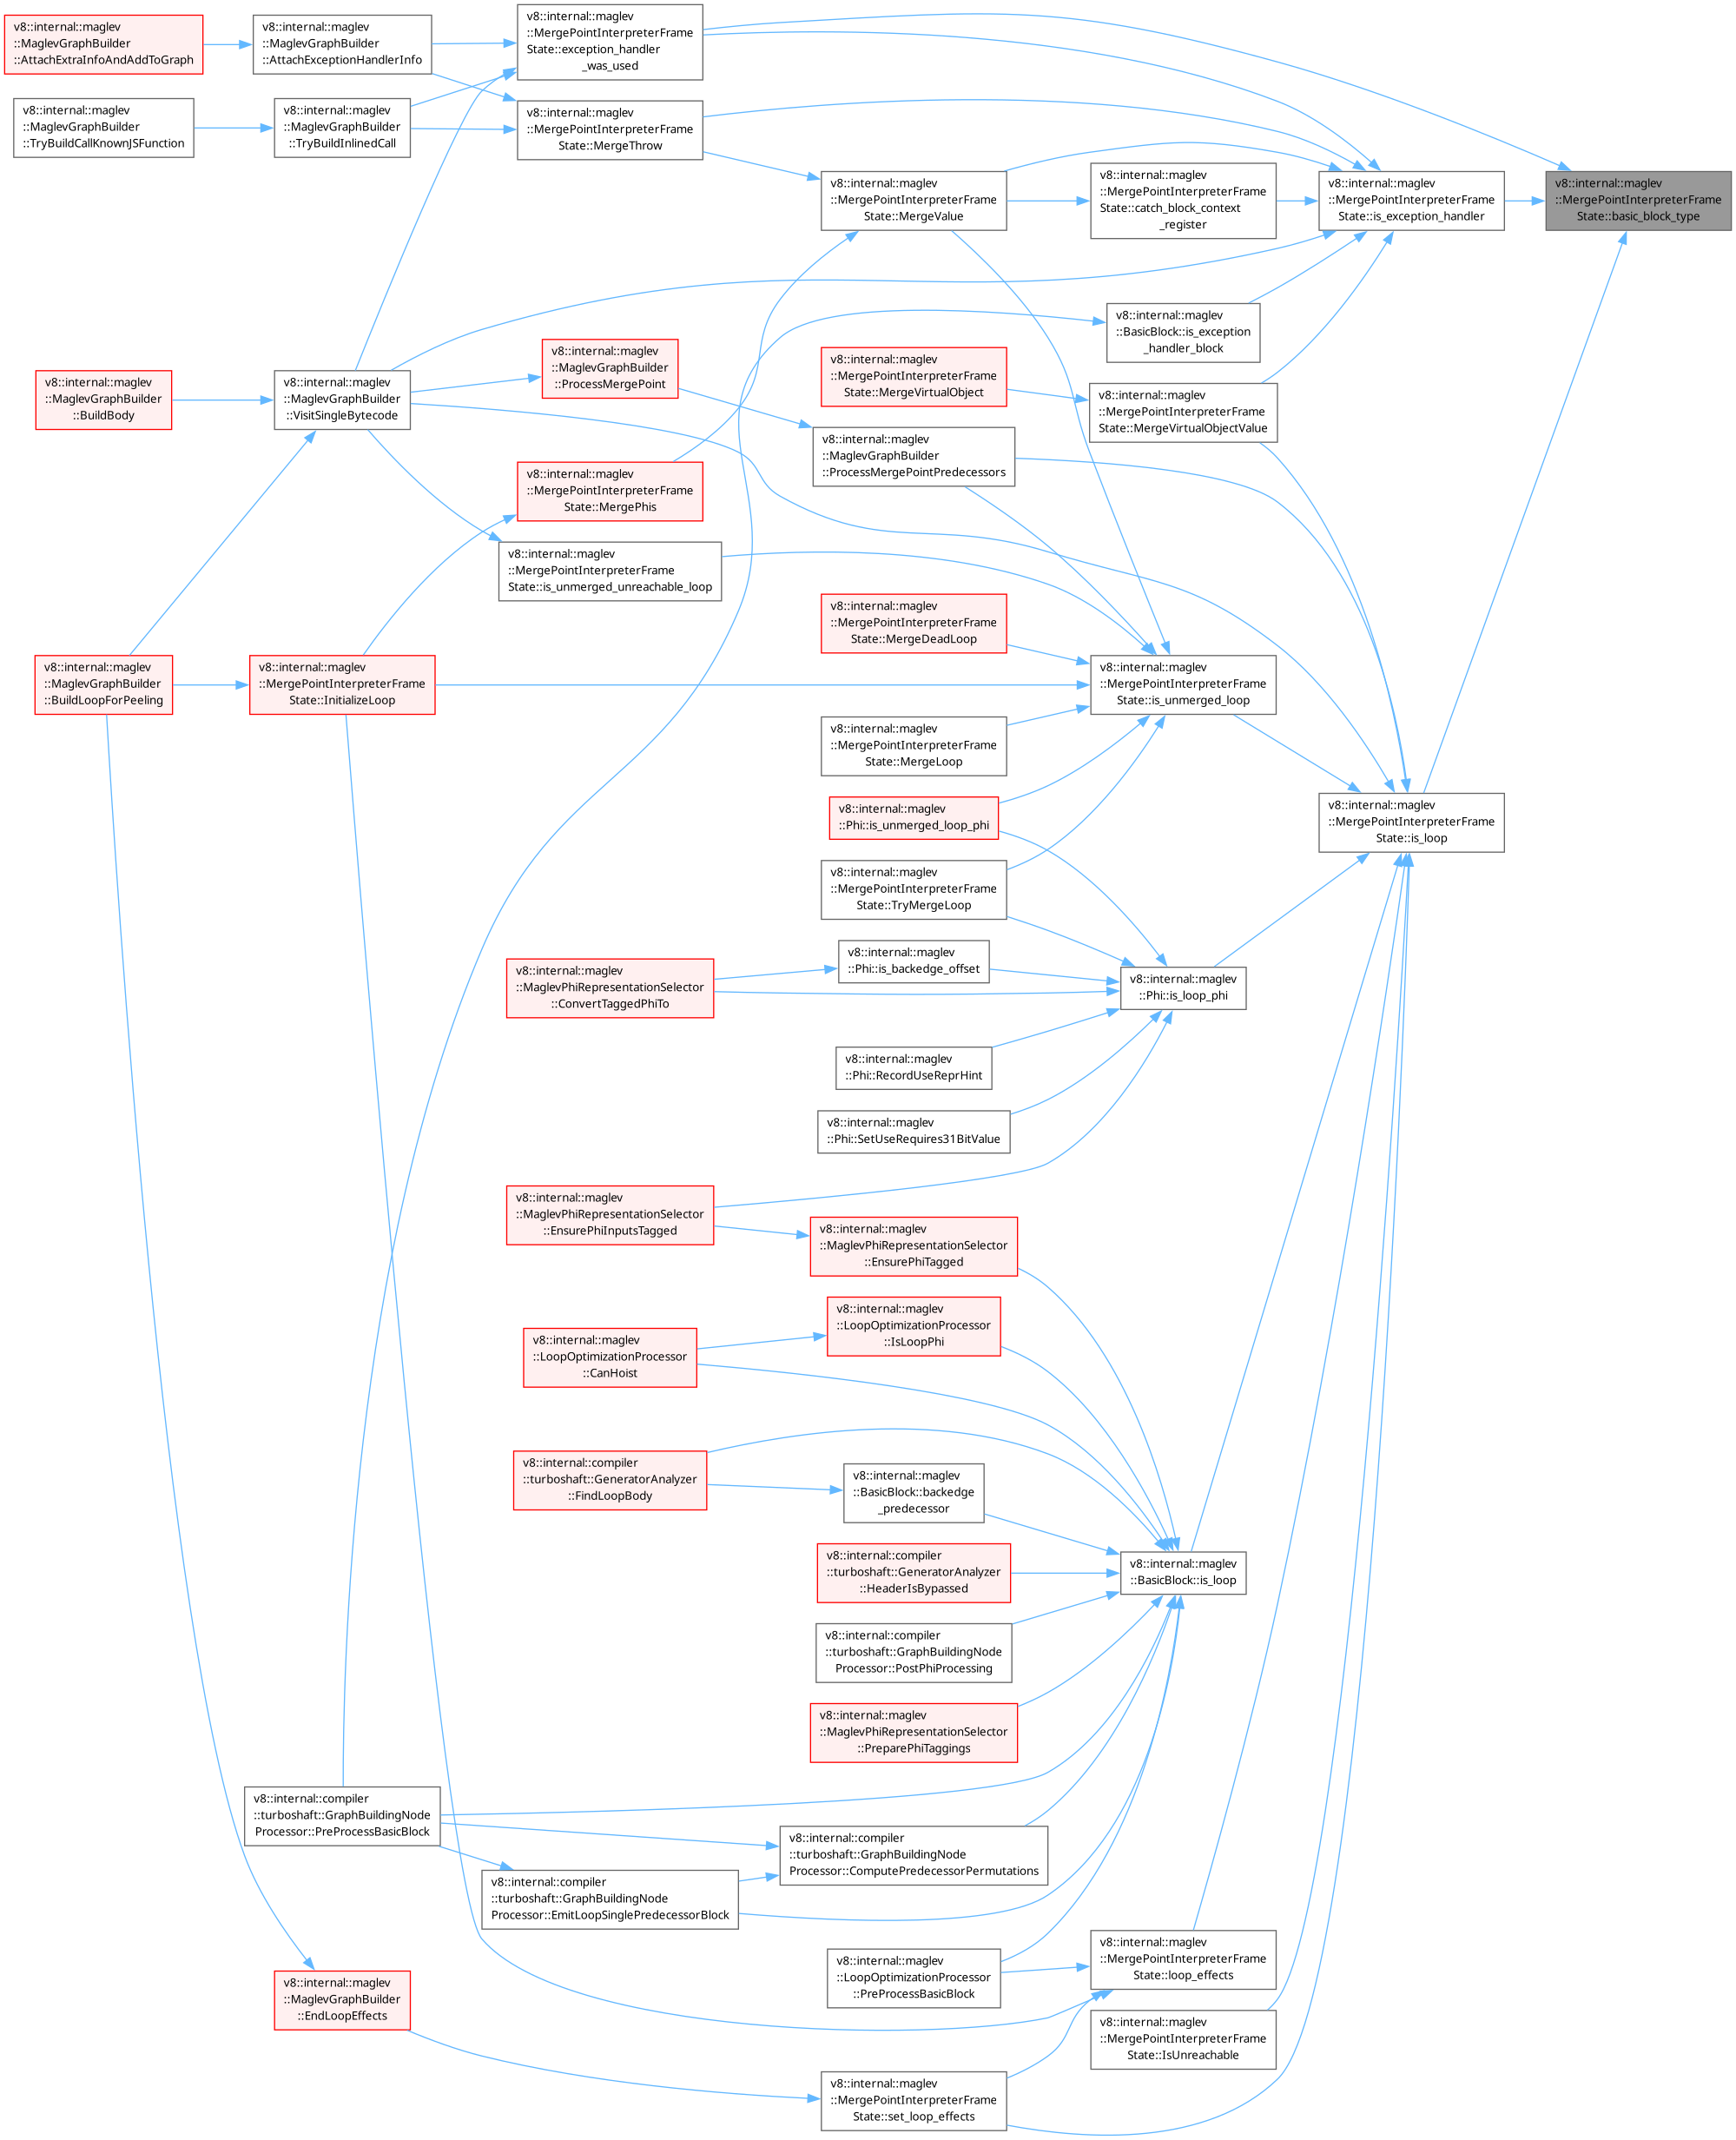 v8::internal::maglev
::MaglevGraphBuilder
::AttachExtraInfoAndAddToGraph
v8::internal::maglev
::MaglevGraphBuilder
::AttachExceptionHandlerInfo
v8::internal::maglev
::MergePointInterpreterFrame
State::exception_handler
_was_used
v8::internal::maglev
::MaglevGraphBuilder
::TryBuildCallKnownJSFunction
v8::internal::maglev
::MaglevGraphBuilder
::TryBuildInlinedCall
v8::internal::maglev
::MergePointInterpreterFrame
State::MergeThrow
v8::internal::maglev
::MergePointInterpreterFrame
State::MergeValue
v8::internal::maglev
::MergePointInterpreterFrame
State::catch_block_context
_register
v8::internal::maglev
::MergePointInterpreterFrame
State::is_exception_handler
v8::internal::maglev
::MergePointInterpreterFrame
State::basic_block_type
v8::internal::maglev
::BasicBlock::is_exception
_handler_block
v8::internal::maglev
::MaglevGraphBuilder
::BuildBody
v8::internal::maglev
::MaglevGraphBuilder
::VisitSingleBytecode
v8::internal::maglev
::MaglevGraphBuilder
::ProcessMergePoint
v8::internal::maglev
::MergePointInterpreterFrame
State::MergeVirtualObject
v8::internal::maglev
::MergePointInterpreterFrame
State::MergeVirtualObjectValue
v8::internal::maglev
::MaglevGraphBuilder
::ProcessMergePointPredecessors
v8::internal::maglev
::MergePointInterpreterFrame
State::MergePhis
v8::internal::maglev
::MergePointInterpreterFrame
State::is_unmerged_unreachable_loop
v8::internal::maglev
::MergePointInterpreterFrame
State::MergeDeadLoop
v8::internal::maglev
::MaglevGraphBuilder
::BuildLoopForPeeling
v8::internal::maglev
::MergePointInterpreterFrame
State::InitializeLoop
v8::internal::maglev
::MergePointInterpreterFrame
State::is_unmerged_loop
v8::internal::maglev
::MergePointInterpreterFrame
State::MergeLoop
v8::internal::maglev
::Phi::is_unmerged_loop_phi
v8::internal::maglev
::MergePointInterpreterFrame
State::is_loop
v8::internal::maglev
::MergePointInterpreterFrame
State::TryMergeLoop
v8::internal::maglev
::MaglevPhiRepresentationSelector
::ConvertTaggedPhiTo
v8::internal::maglev
::Phi::is_backedge_offset
v8::internal::maglev
::Phi::is_loop_phi
v8::internal::maglev
::Phi::RecordUseReprHint
v8::internal::maglev
::Phi::SetUseRequires31BitValue
v8::internal::maglev
::MaglevPhiRepresentationSelector
::EnsurePhiInputsTagged
v8::internal::maglev
::MaglevPhiRepresentationSelector
::EnsurePhiTagged
v8::internal::maglev
::LoopOptimizationProcessor
::CanHoist
v8::internal::maglev
::LoopOptimizationProcessor
::IsLoopPhi
v8::internal::compiler
::turboshaft::GeneratorAnalyzer
::FindLoopBody
v8::internal::maglev
::BasicBlock::backedge
_predecessor
v8::internal::compiler
::turboshaft::GeneratorAnalyzer
::HeaderIsBypassed
v8::internal::maglev
::BasicBlock::is_loop
v8::internal::compiler
::turboshaft::GraphBuildingNode
Processor::PostPhiProcessing
v8::internal::maglev
::MaglevPhiRepresentationSelector
::PreparePhiTaggings
v8::internal::compiler
::turboshaft::GraphBuildingNode
Processor::PreProcessBasicBlock
v8::internal::compiler
::turboshaft::GraphBuildingNode
Processor::ComputePredecessorPermutations
v8::internal::compiler
::turboshaft::GraphBuildingNode
Processor::EmitLoopSinglePredecessorBlock
v8::internal::maglev
::LoopOptimizationProcessor
::PreProcessBasicBlock
v8::internal::maglev
::MergePointInterpreterFrame
State::loop_effects
v8::internal::maglev
::MaglevGraphBuilder
::EndLoopEffects
v8::internal::maglev
::MergePointInterpreterFrame
State::IsUnreachable
v8::internal::maglev
::MergePointInterpreterFrame
State::set_loop_effects